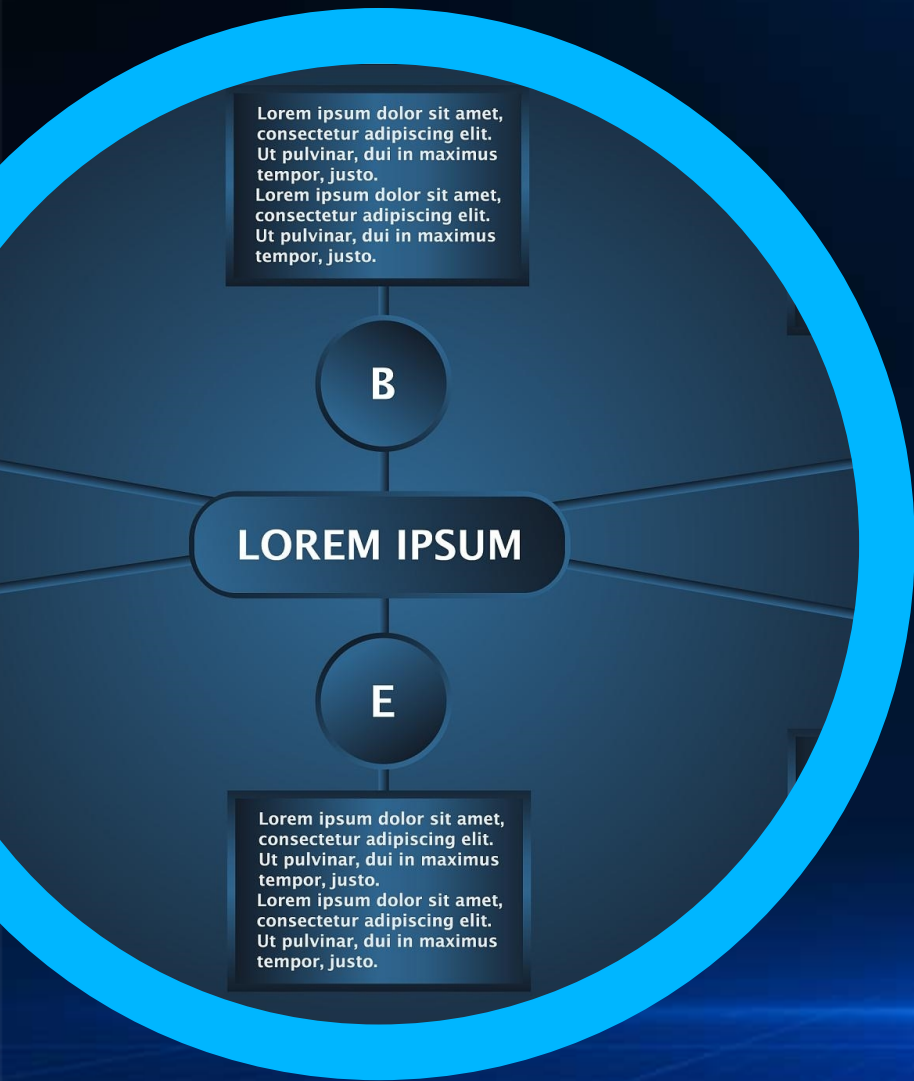 Lorem ipsum dolor sit amet,
consectetur adipiscing elit.
Ut pulvinar, dui in maximus
tempor, justo.
Lorem ipsum dolor sit amet,
consectetur adipiscing elit.
Ut pulvinar, dui in maximus
tempor, justo.
B
LOREM IPSUM
E
Lorem ipsum dolor sit amet,
consectetur adipiscing elit.
Ut pulvinar, dui in maximus
tempor, justo.
Lorem ipsum dolor sit amet,
consectetur adipiscing elit.
Ut pulvinar, dui in maximus
tempor, justo.